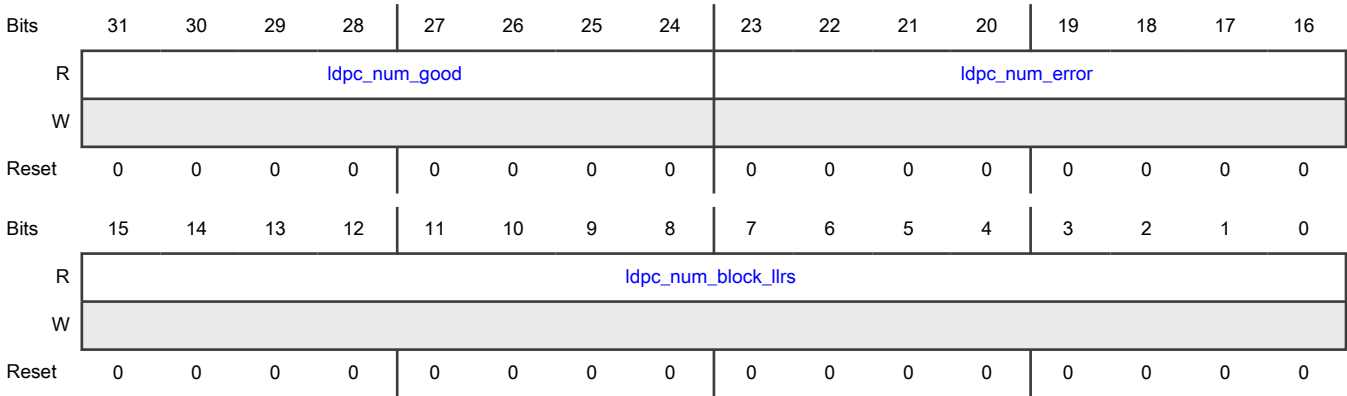 Bits 31 30 29 28 27 26 25 24 23 22 21 20 19 18 17 16
R ldpc_num_good ldpc_num_error
W
Reset 0 0 0 0 0 0 0 0 0 0 0 0 0 0 0 0
Bits 15 14 13 12 11 10 9 8 7 6 5 4 3 2 1 0
R ldpc_num_block_llrs
W
Reset 0 0 0 0 0 0 0 0 0 0 0 0 0 0 0 0